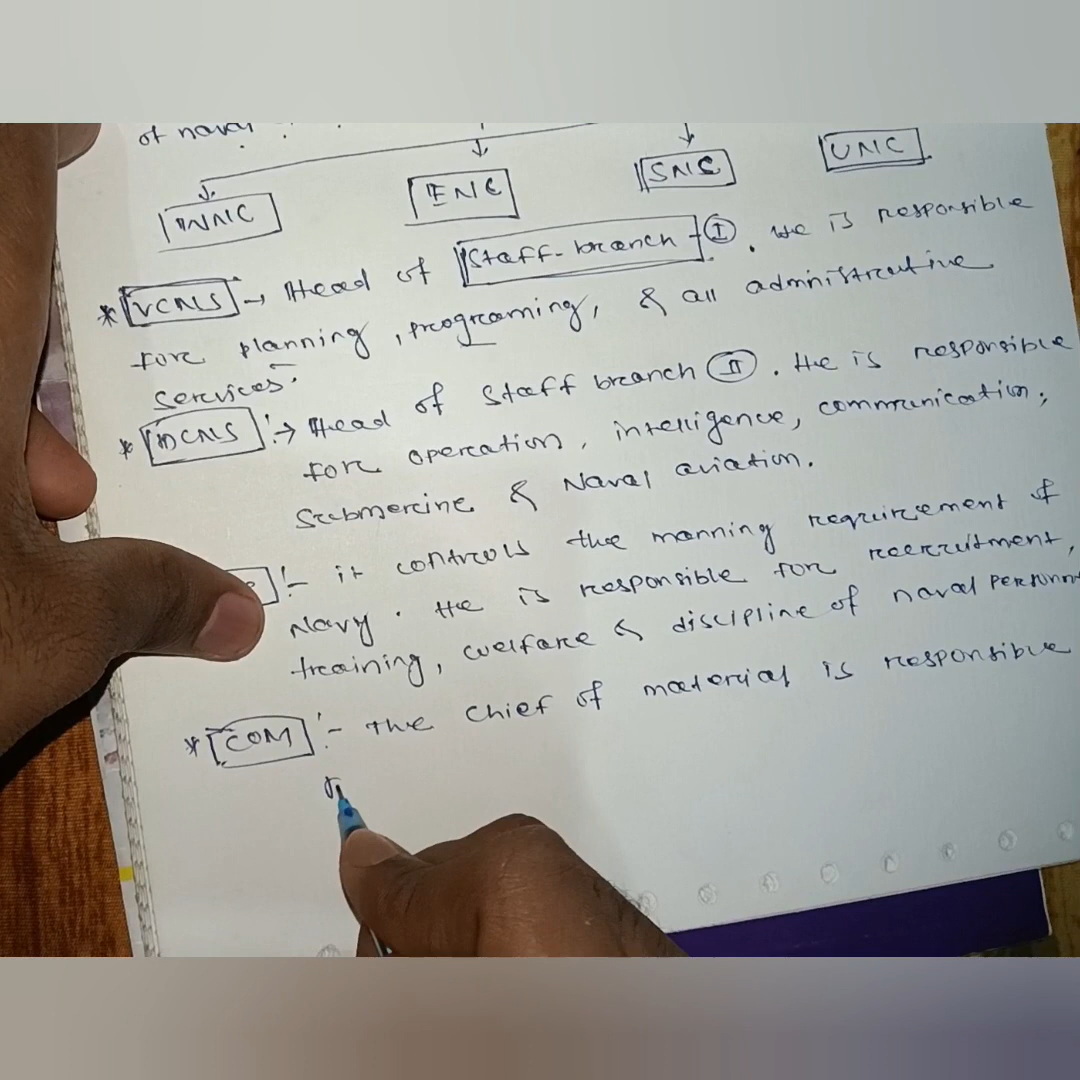 of navy
WNC ENC SNC UNC
* VCNS → Head of Staff-branch - I . He is responsible
for planning, programing, & all administrative
services.
* DCNS :→ Head of Staff branch II . He is responsible
for operation, intelligence, communication,
Submerine & Naval aviation.
:- it controls the manning requirement of
Navy. He is responsible for recruitment,
training, welfare & discipline of naval personn
* COM :- The chief of material is responsible